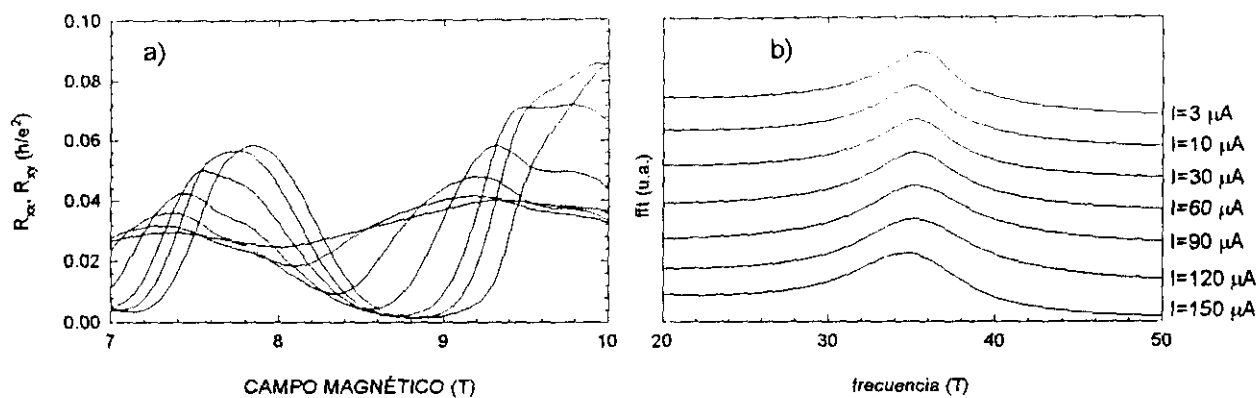 a)
R_xx, R_xy (h/e²)
0.10
0.08
0.06
0.04
0.02
0.00
7
8
9
10
CAMPO MAGNÉTICO (T)
b)
fft (u.a.)
I=3 µA
I=10 µA
I=30 µA
I=60 µA
I=90 µA
I=120 µA
I=150 µA
20
30
40
50
frecuencia (T)